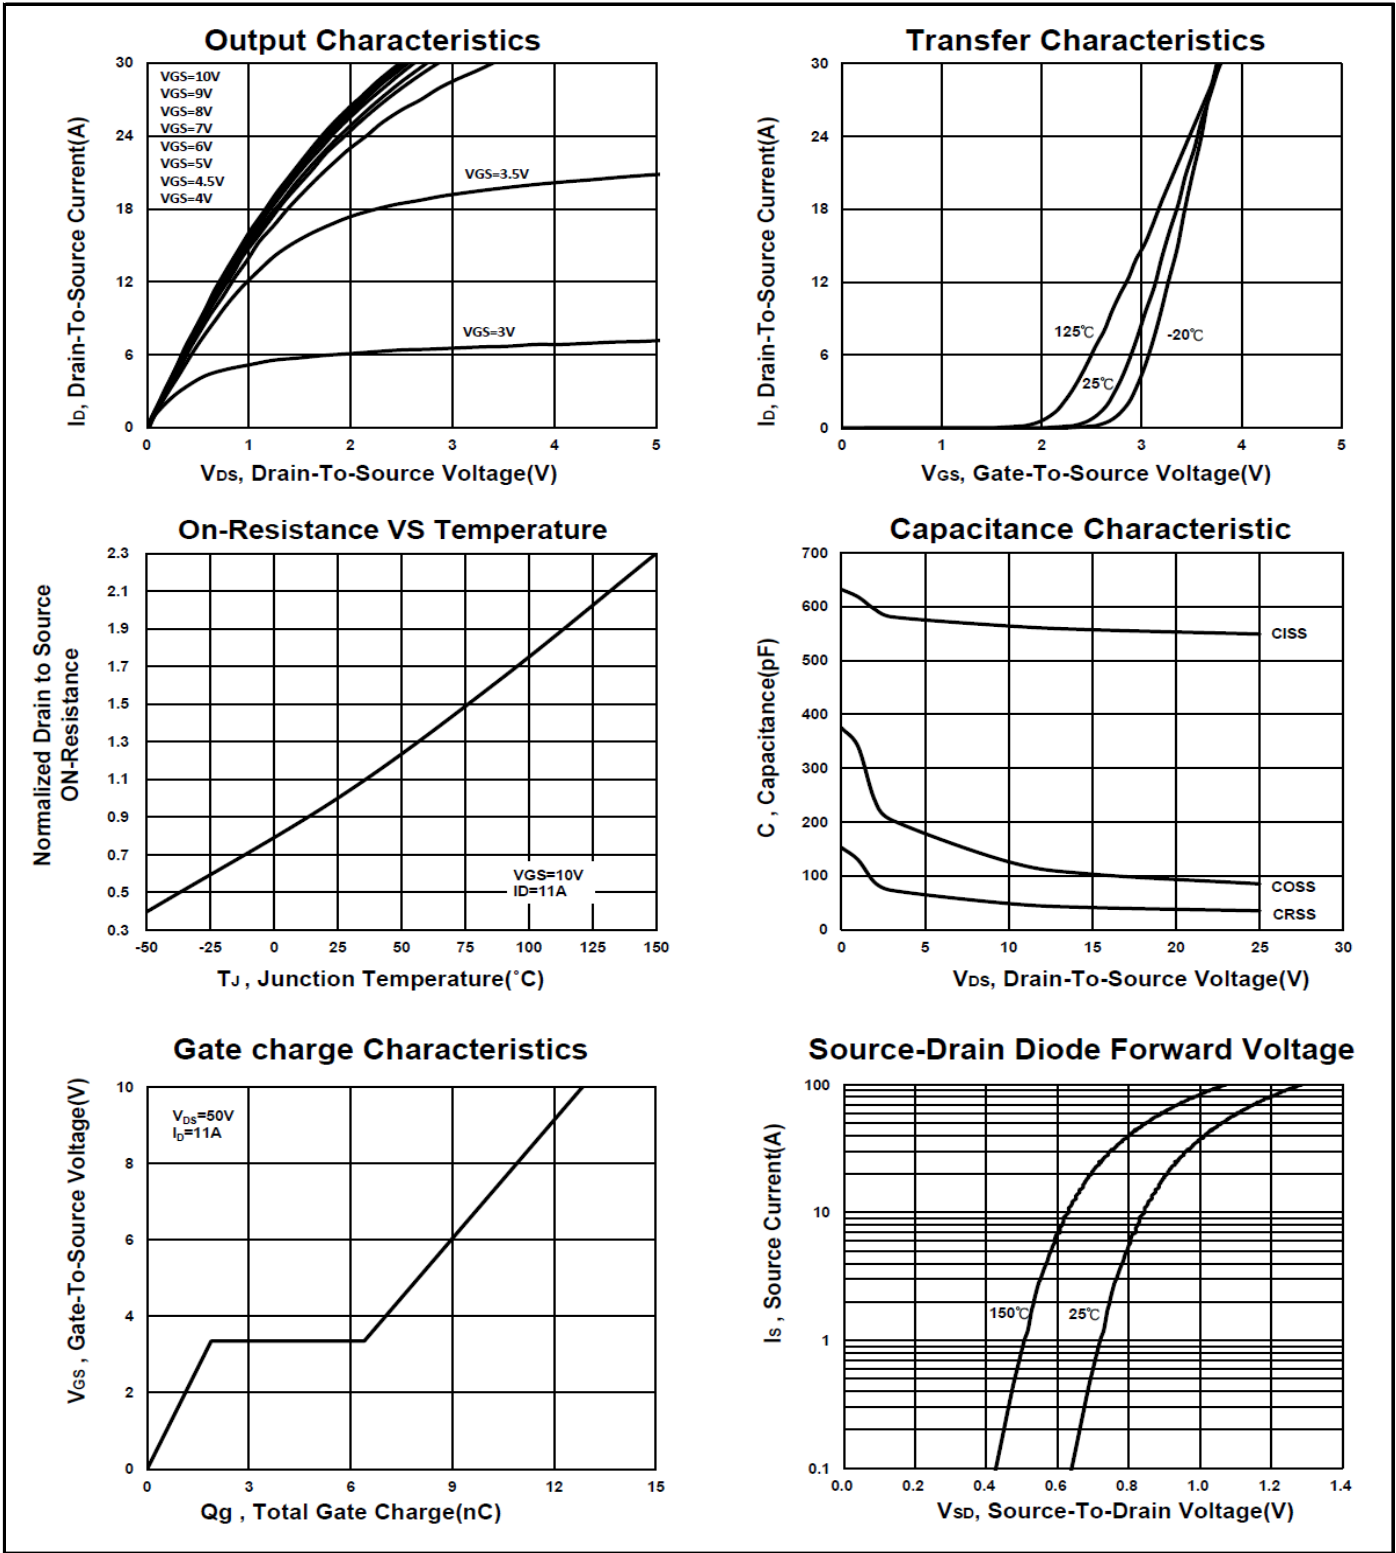 Output Characteristics
ID, Drain-To-Source Current(A)
30
24
18
12
6
0
VGS=10V
VGS=9V
VGS=8V
VGS=7V
VGS=6V
VGS=5V
VGS=4.5V
VGS=4V
VGS=3.5V
VGS=3V
0 1 2 3 4 5
VDS, Drain-To-Source Voltage(V)
Transfer Characteristics
ID, Drain-To-Source Current(A)
30
24
18
12
6
0
125℃
25℃
-20℃
0 1 2 3 4 5
VGS, Gate-To-Source Voltage(V)
On-Resistance VS Temperature
Normalized Drain to Source
ON-Resistance
2.3
2.1
1.9
1.7
1.5
1.3
1.1
0.9
0.7
0.5
0.3
VGS=10V
ID=11A
-50 -25 0 25 50 75 100 125 150
TJ , Junction Temperature(˚C)
Capacitance Characteristic
C , Capacitance(pF)
700
600
500
400
300
200
100
0
CISS
COSS
CRSS
0 5 10 15 20 25 30
VDS, Drain-To-Source Voltage(V)
Gate charge Characteristics
VGS , Gate-To-Source Voltage(V)
10
8
6
4
2
0
VDS=50V
ID=11A
0 3 6 9 12 15
Qg , Total Gate Charge(nC)
Source-Drain Diode Forward Voltage
IS , Source Current(A)
100
10
1
0.1
150℃
25℃
0.0 0.2 0.4 0.6 0.8 1.0 1.2 1.4
VSD, Source-To-Drain Voltage(V)